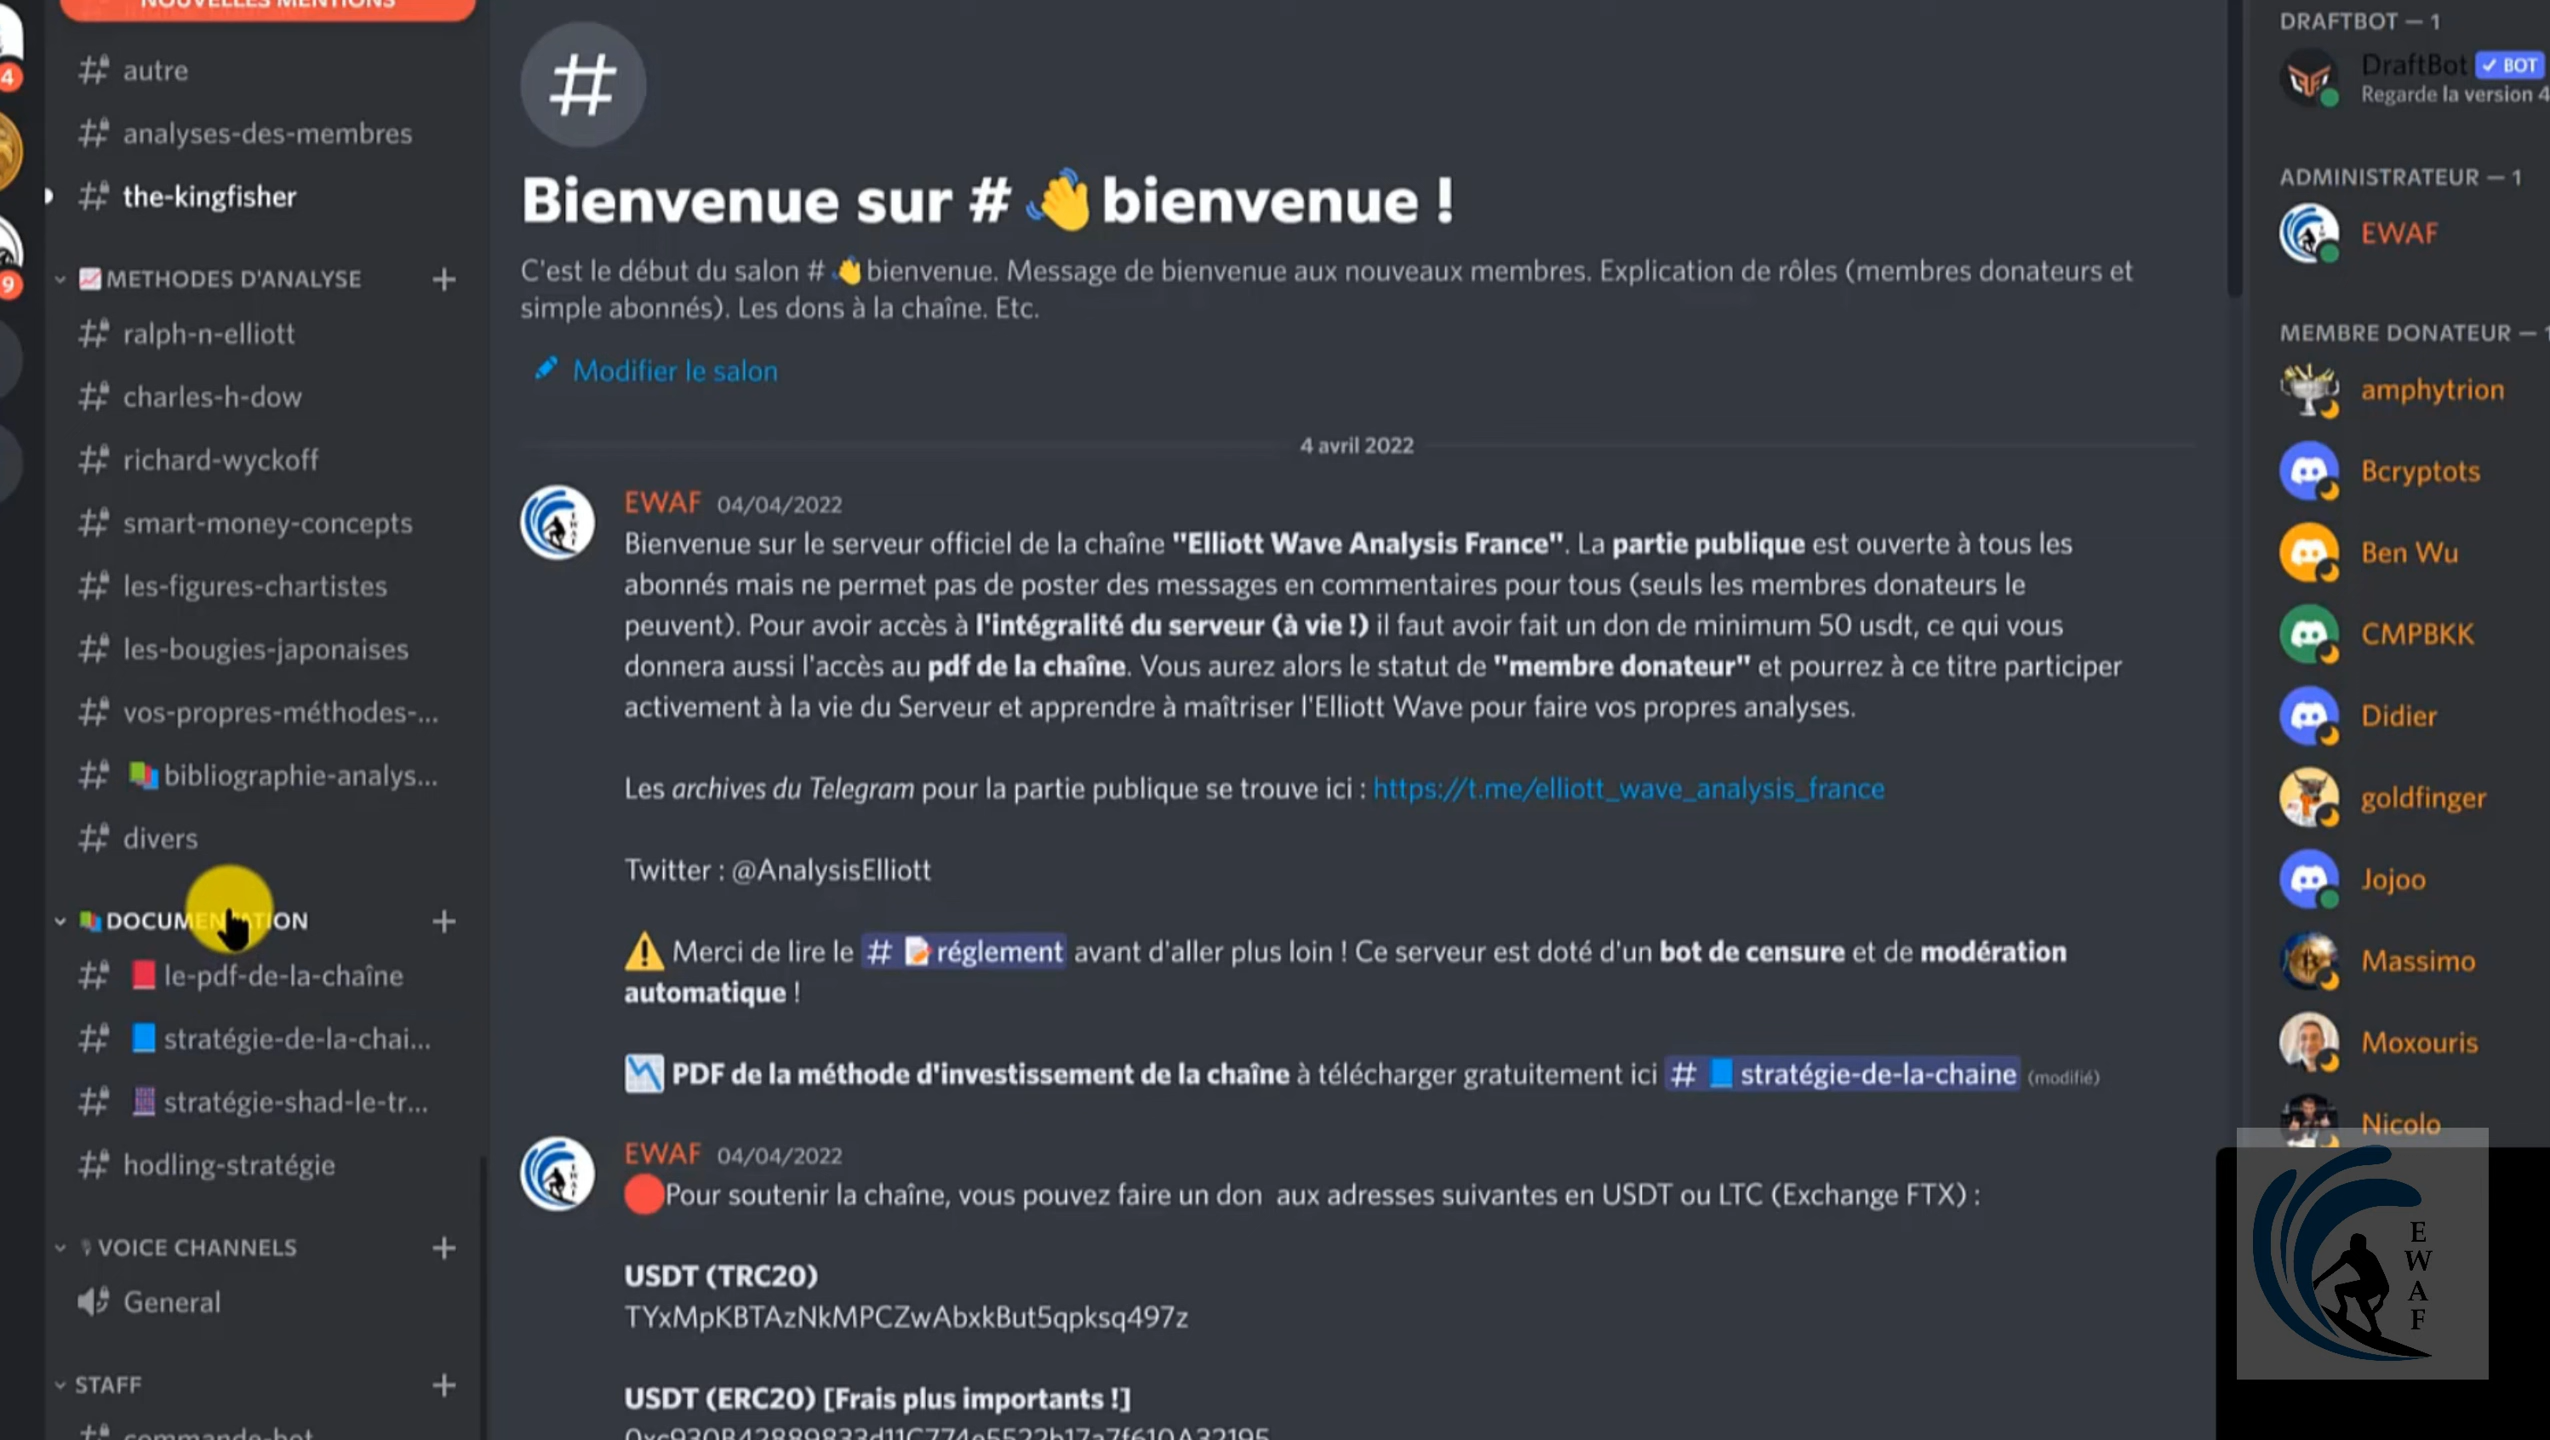 NOUVELLES MENTIONS
4
9
autre
analyses-des-membres
the-kingfisher
METHODES D'ANALYSE
ralph-n-elliott
charles-h-dow
richard-wyckoff
smart-money-concepts
les-figures-chartistes
les-bougies-japonaises
vos-propres-méthodes-...
bibliographie-analys...
divers
DOCUMENTATION
le-pdf-de-la-chaîne
stratégie-de-la-chai...
stratégie-shad-le-tr...
hodling-stratégie
VOICE CHANNELS
General
STAFF
commande-bot
Bienvenue sur # 👋 bienvenue !
C'est le début du salon # 👋 bienvenue. Message de bienvenue aux nouveaux membres. Explication de rôles (membres donateurs et
simple abonnés). Les dons à la chaîne. Etc.
Modifier le salon
4 avril 2022
EWAF 04/04/2022
Bienvenue sur le serveur officiel de la chaîne "Elliott Wave Analysis France". La partie publique est ouverte à tous les
abonnés mais ne permet pas de poster des messages en commentaires pour tous (seuls les membres donateurs le
peuvent). Pour avoir accès à l'intégralité du serveur (à vie !) il faut avoir fait un don de minimum 50 usdt, ce qui vous
donnera aussi l'accès au pdf de la chaîne. Vous aurez alors le statut de "membre donateur" et pourrez à ce titre participer
activement à la vie du Serveur et apprendre à maîtriser l'Elliott Wave pour faire vos propres analyses.
Les archives du Telegram pour la partie publique se trouve ici : https://t.me/elliott_wave_analysis_france
Twitter : @AnalysisElliott
⚠️ Merci de lire le # 📝réglement avant d'aller plus loin ! Ce serveur est doté d'un bot de censure et de modération
automatique !
PDF de la méthode d'investissement de la chaîne à télécharger gratuitement ici # 📘 stratégie-de-la-chaine (modifié)
EWAF 04/04/2022
🔴Pour soutenir la chaîne, vous pouvez faire un don aux adresses suivantes en USDT ou LTC (Exchange FTX) :
USDT (TRC20)
TYxMpKBTAzNkMPCZwAbxkBut5qpksq497z
USDT (ERC20) [Frais plus importants !]
DRAFTBOT — 1
DraftBot ✓ BOT
Regarde la version 4
ADMINISTRATEUR — 1
EWAF
MEMBRE DONATEUR — 1
amphytrion
Bcryptots
Ben Wu
CMPBKK
Didier
goldfinger
Jojoo
Massimo
Moxouris
Nicolo
E
W
A
F